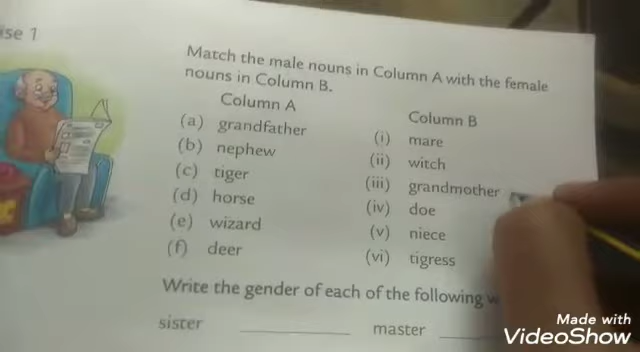 ise 1
Match the male nouns in Column A with the female
nouns in Column B.
Column A
(a) grandfather
(b) nephew
(c) tiger
(d) horse
(e) wizard
(f) deer
Column B
(i) mare
(ii) witch
(iii) grandmother
(iv) doe
(v) niece
(vi) tigress
Write the gender of each of the following w
sister master
Made with
VideoShow